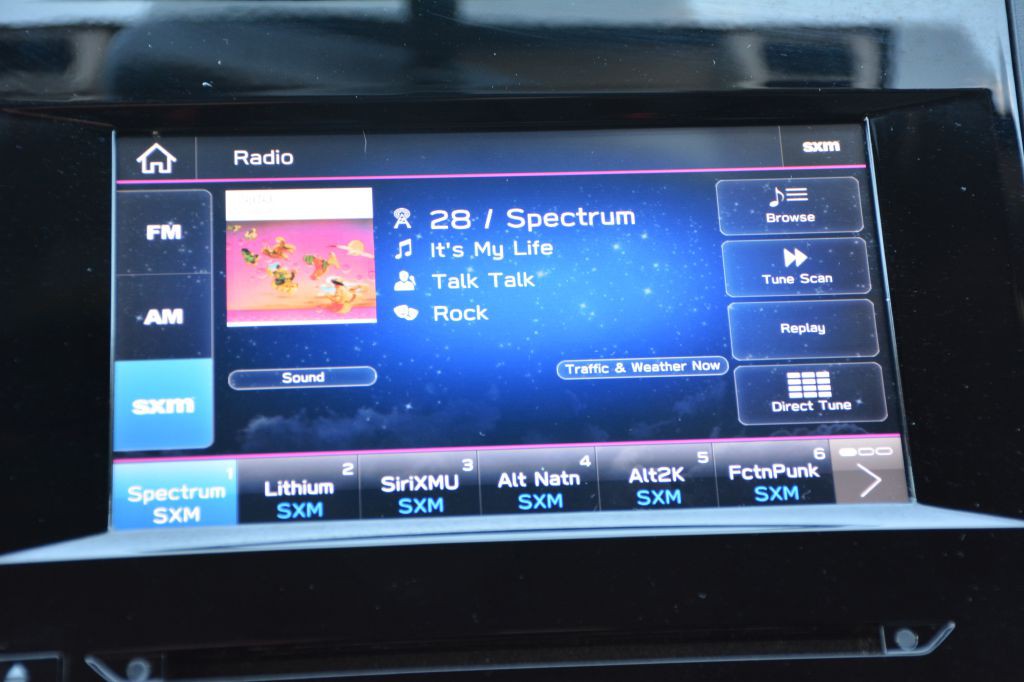 Radio
sxm
FM
AM
sxm
28 / Spectrum
It's My Life
Talk Talk
Rock
Sound
Traffic & Weather Now
Browse
Tune Scan
Replay
Direct Tune
1
Spectrum
SXM
2
Lithium
SXM
3
SiriXMU
SXM
4
Alt Natn
SXM
5
Alt2K
SXM
6
FctnPunk
SXM